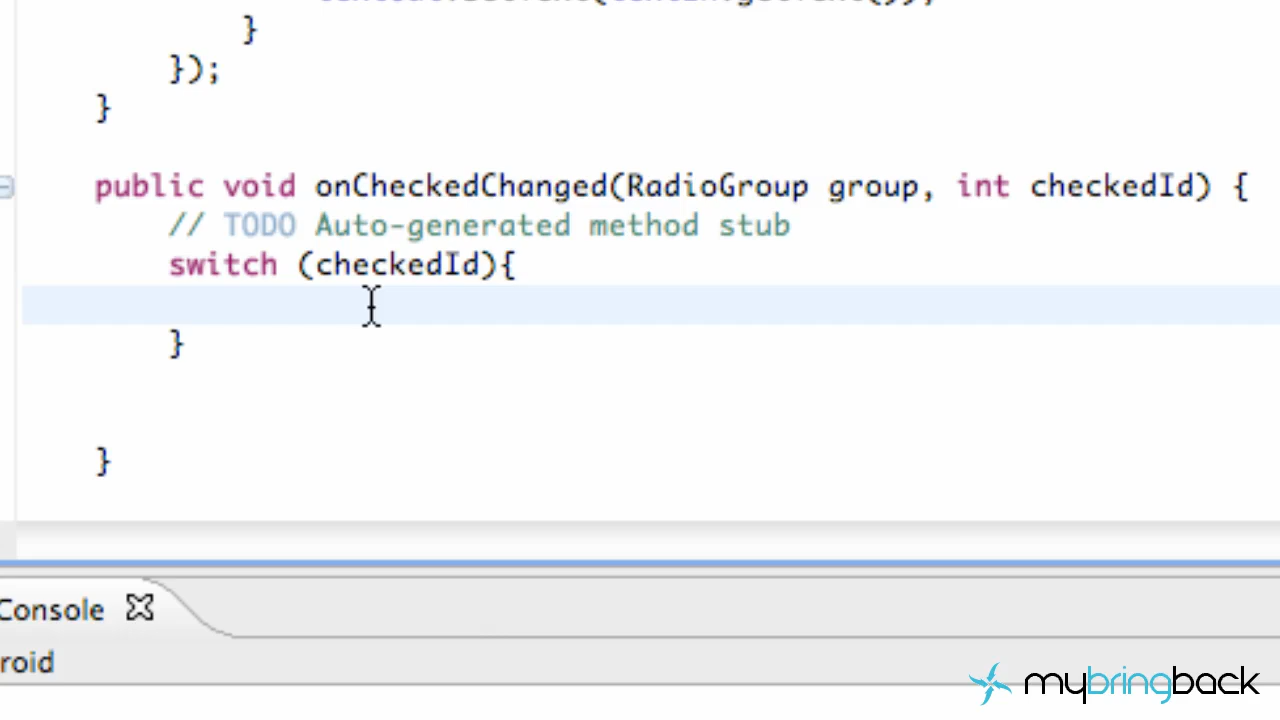 }
});
}
public void onCheckedChanged(RadioGroup group, int checkedId) {
// TODO Auto-generated method stub
switch (checkedId){
}
}
Console
roid
mybringback